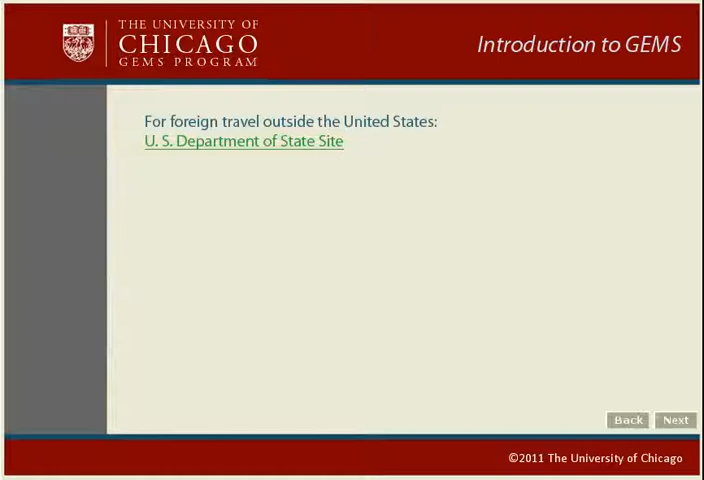 THE UNIVERSITY OF
CHICAGO
GEMS PROGRAM
Introduction to GEMS
For foreign travel outside the United States:
U. S. Department of State Site
Back
Next
©2011 The University of Chicago